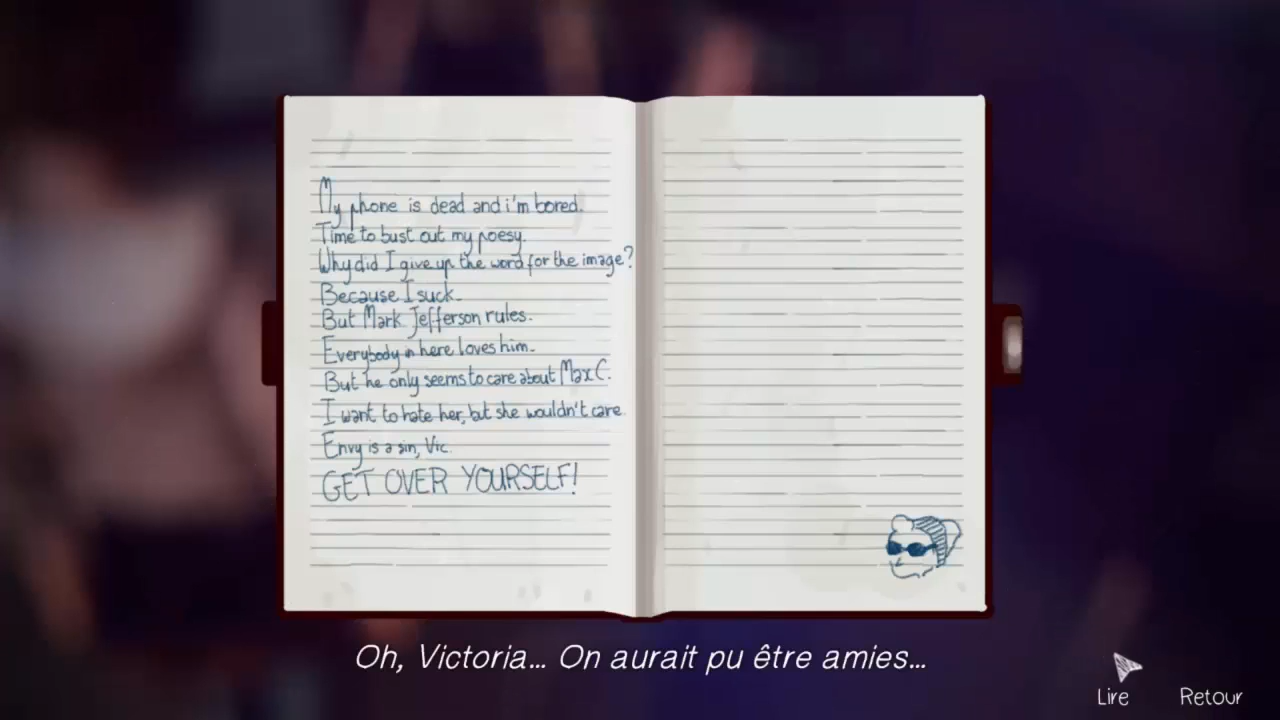 My phone is dead and i'm bored.
Time to bust out my poesy.
Why did I give up the word for the image?
Because I suck.
But Mark Jefferson rules.
Everybody in here loves him.
But he only seems to care about Max C.
I want to hate her, but she wouldn't care.
Envy is a sin, Vic.
GET OVER YOURSELF!
Oh, Victoria... On aurait pu être amies...
Lire Retour